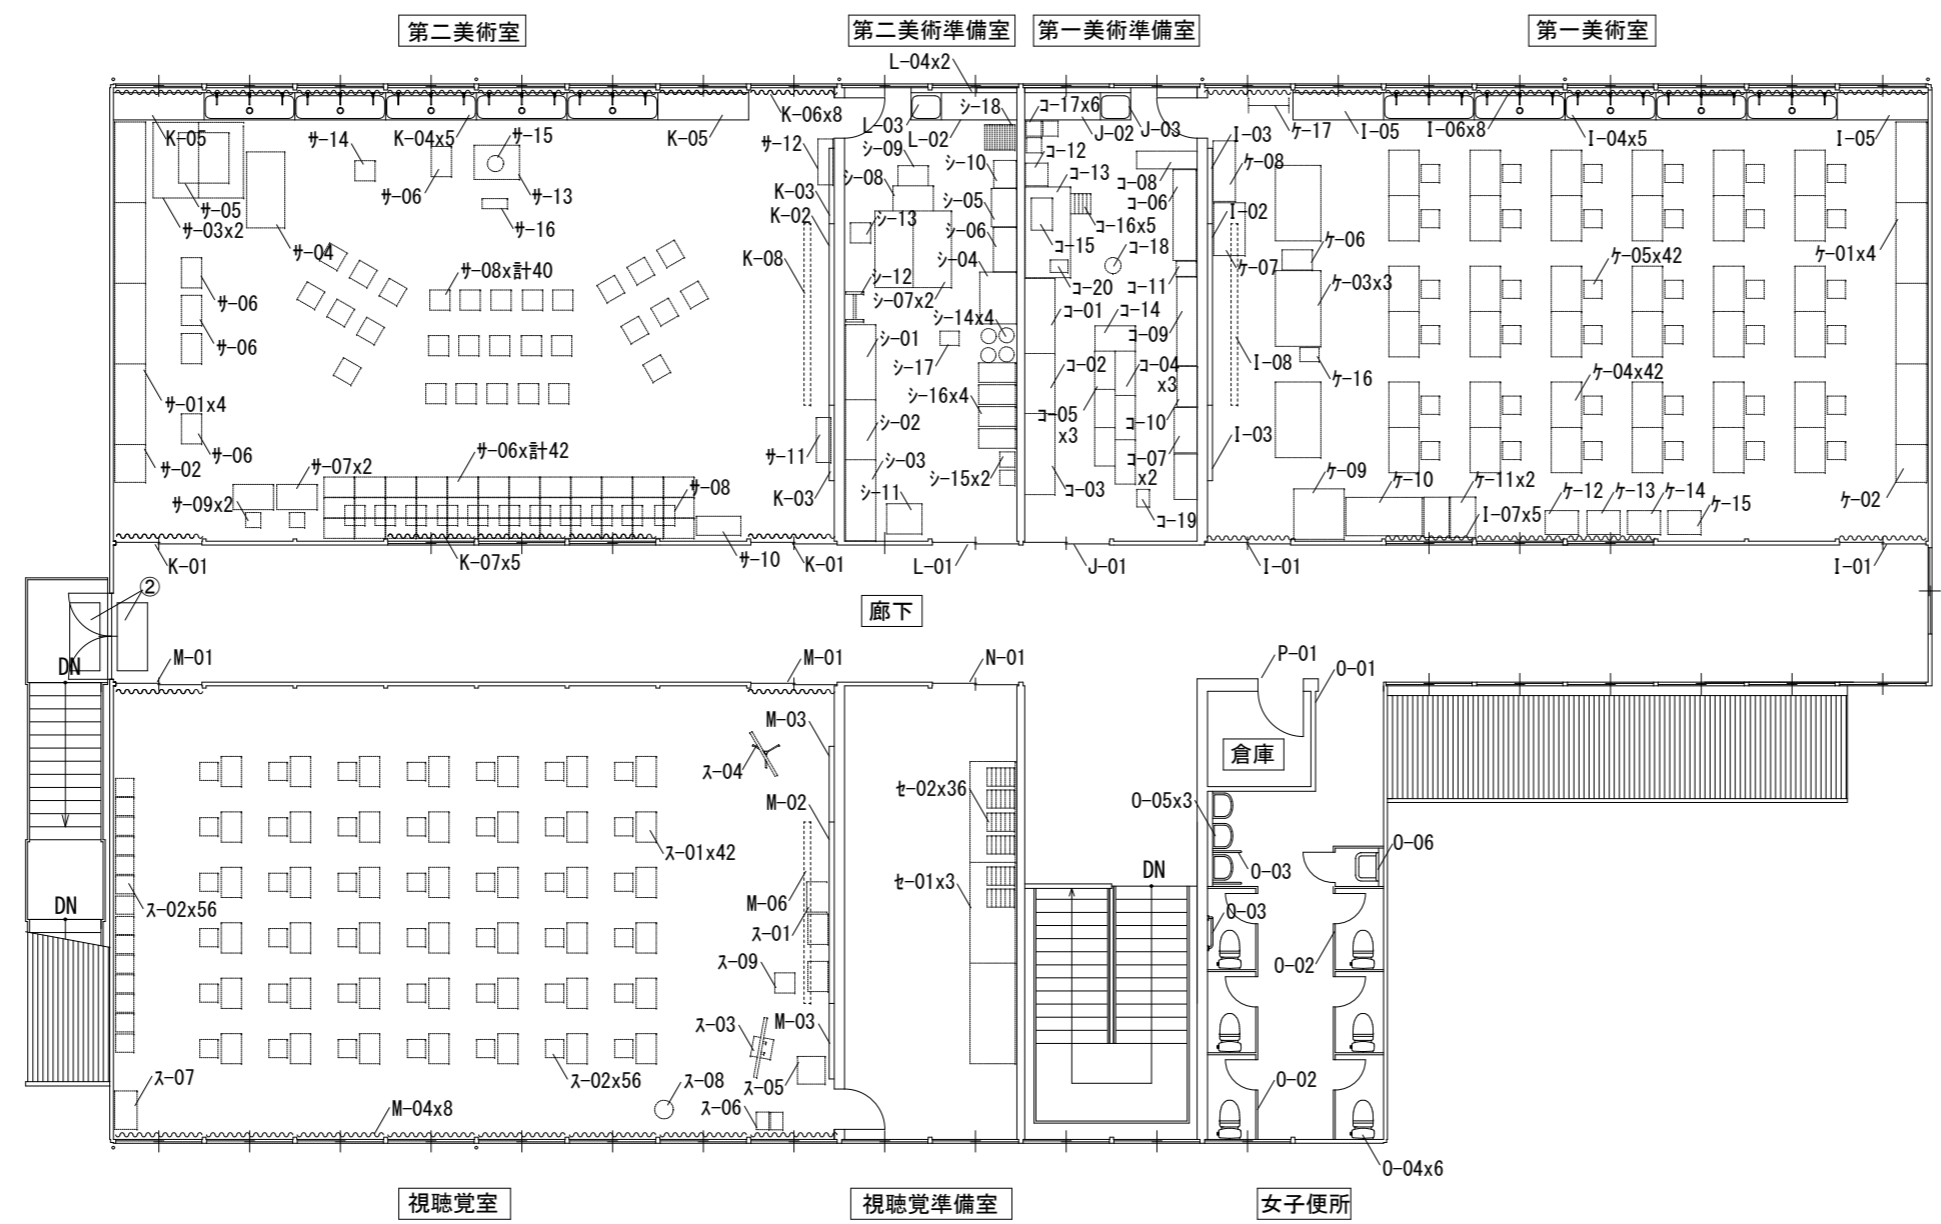 第二美術室
第二美術準備室
第一美術準備室
第一美術室
L-04x2
K-05
サ-14
K-04x5
サ-15
K-05
K-06x8
サ-12
L-03
L-02
シ-18
コ-17x6
J-02
J-03
I-03
ケ-17
I-05
I-06x8
I-04x5
I-05
サ-05
サ-03x2
サ-04
サ-06
サ-13
サ-16
K-03
K-02
シ-09
シ-08
シ-10
シ-05
シ-13
シ-06
シ-04
コ-12
コ-13
コ-08
コ-06
コ-16x5
コ-15
コ-18
ケ-08
I-02
ケ-06
ケ-07
ケ-05x42
ケ-01x4
サ-06
サ-08x計40
K-08
シ-12
シ-07x2
シ-14x4
コ-20
コ-11
コ-01
コ-14
コ-09
ケ-03x3
サ-06
シ-01
シ-17
コ-02
コ-04
x3
I-08
ケ-16
ケ-04x42
サ-01x4
シ-16x4
コ-05
x3
コ-10
シ-02
サ-02
サ-06
サ-07x2
サ-06x計42
サ-11
シ-03
シ-15x2
コ-07
x2
I-03
サ-09x2
サ-08
K-03
シ-11
コ-03
コ-19
ケ-09
ケ-10
ケ-11x2
I-07x5
ケ-12
ケ-13
ケ-14
ケ-15
ケ-02
K-01
K-07x5
サ-10
K-01
L-01
J-01
I-01
I-01
②
廊下
DN
M-01
M-01
N-01
P-01
O-01
M-03
倉庫
ス-04
M-02
セ-02x36
O-05x3
ス-01x42
O-06
DN
O-03
DN
ス-02x56
セ-01x3
M-06
ス-01
O-03
ス-09
O-02
ス-03
M-03
ス-07
ス-02x56
ス-08
ス-05
O-02
M-04x8
ス-06
O-04x6
視聴覚室
視聴覚準備室
女子便所